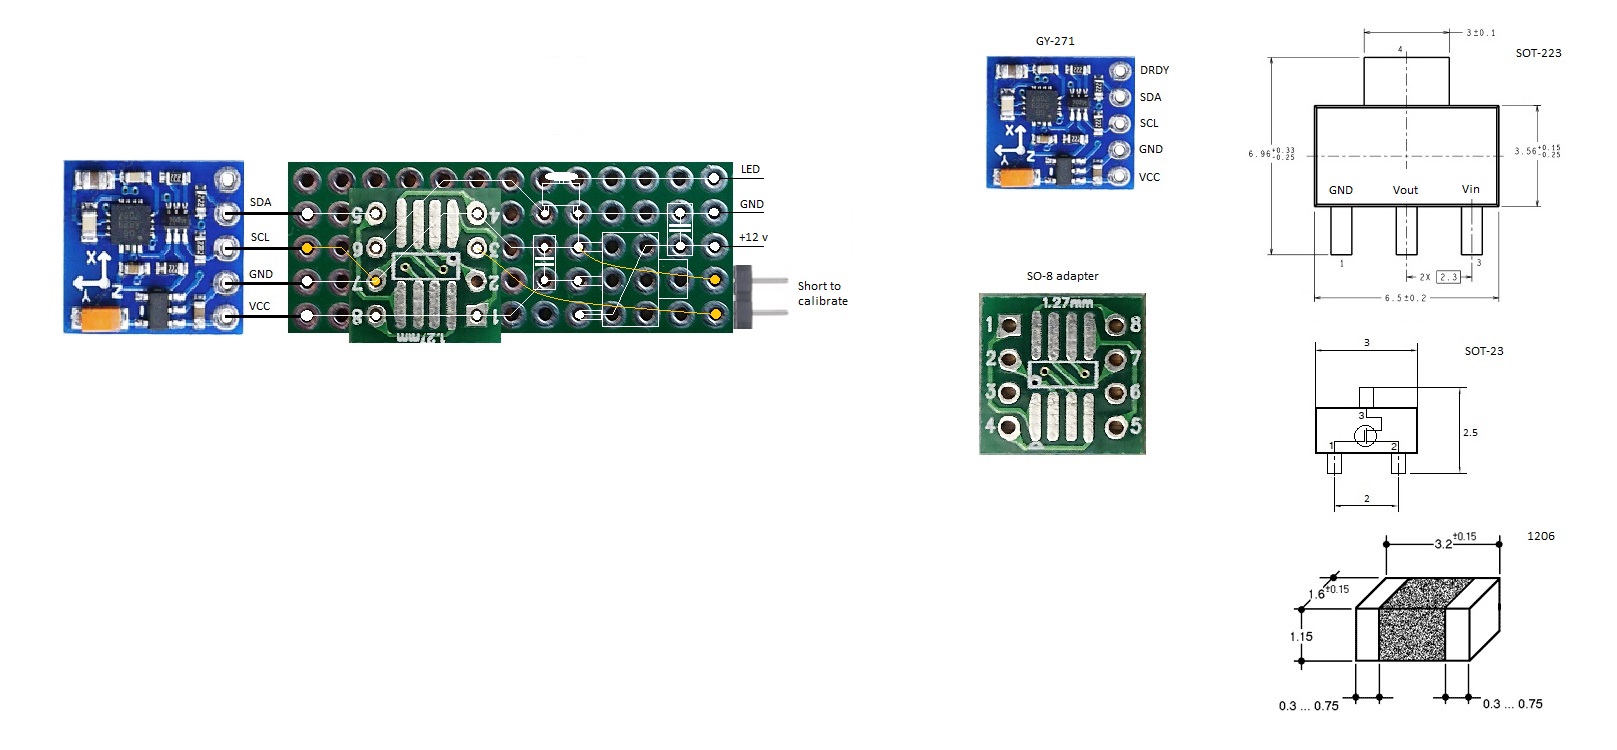 GY-271
DRDY
SDA
SCL
GND
VCC
X
Y
Z
SDA
SCL
GND
VCC
X
Y
Z
5
6
7
8
4
3
2
1
1.27mm
LED
GND
+12 v
Short to
calibrate
SO-8 adapter
1.27mm
1
2
3
4
8
7
6
5
SOT-223
3±0.1
4
6.96 +0.33 -0.25
3.56 +0.15 -0.25
GND Vout Vin
1
3
2X 2.3
6.5±0.2
SOT-23
3
3
1
2
2.5
2
1206
3.2±0.15
1.6±0.15
1.15
0.3 ... 0.75
0.3 ... 0.75